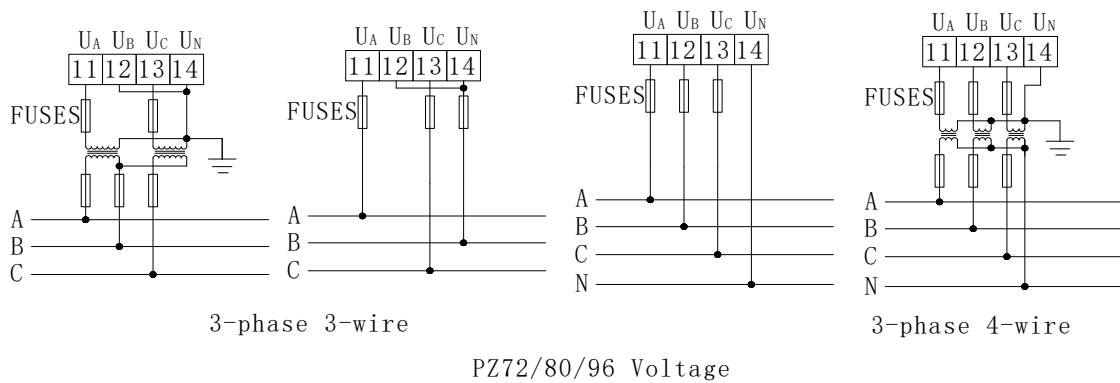 UA UB UC UN
11 12 13 14
FUSES
A
B
C
UA UB UC UN
11 12 13 14
FUSES
A
B
C
3-phase 3-wire
UA UB UC UN
11 12 13 14
FUSES
A
B
C
N
UA UB UC UN
11 12 13 14
FUSES
A
B
C
N
3-phase 4-wire
PZ72/80/96 Voltage